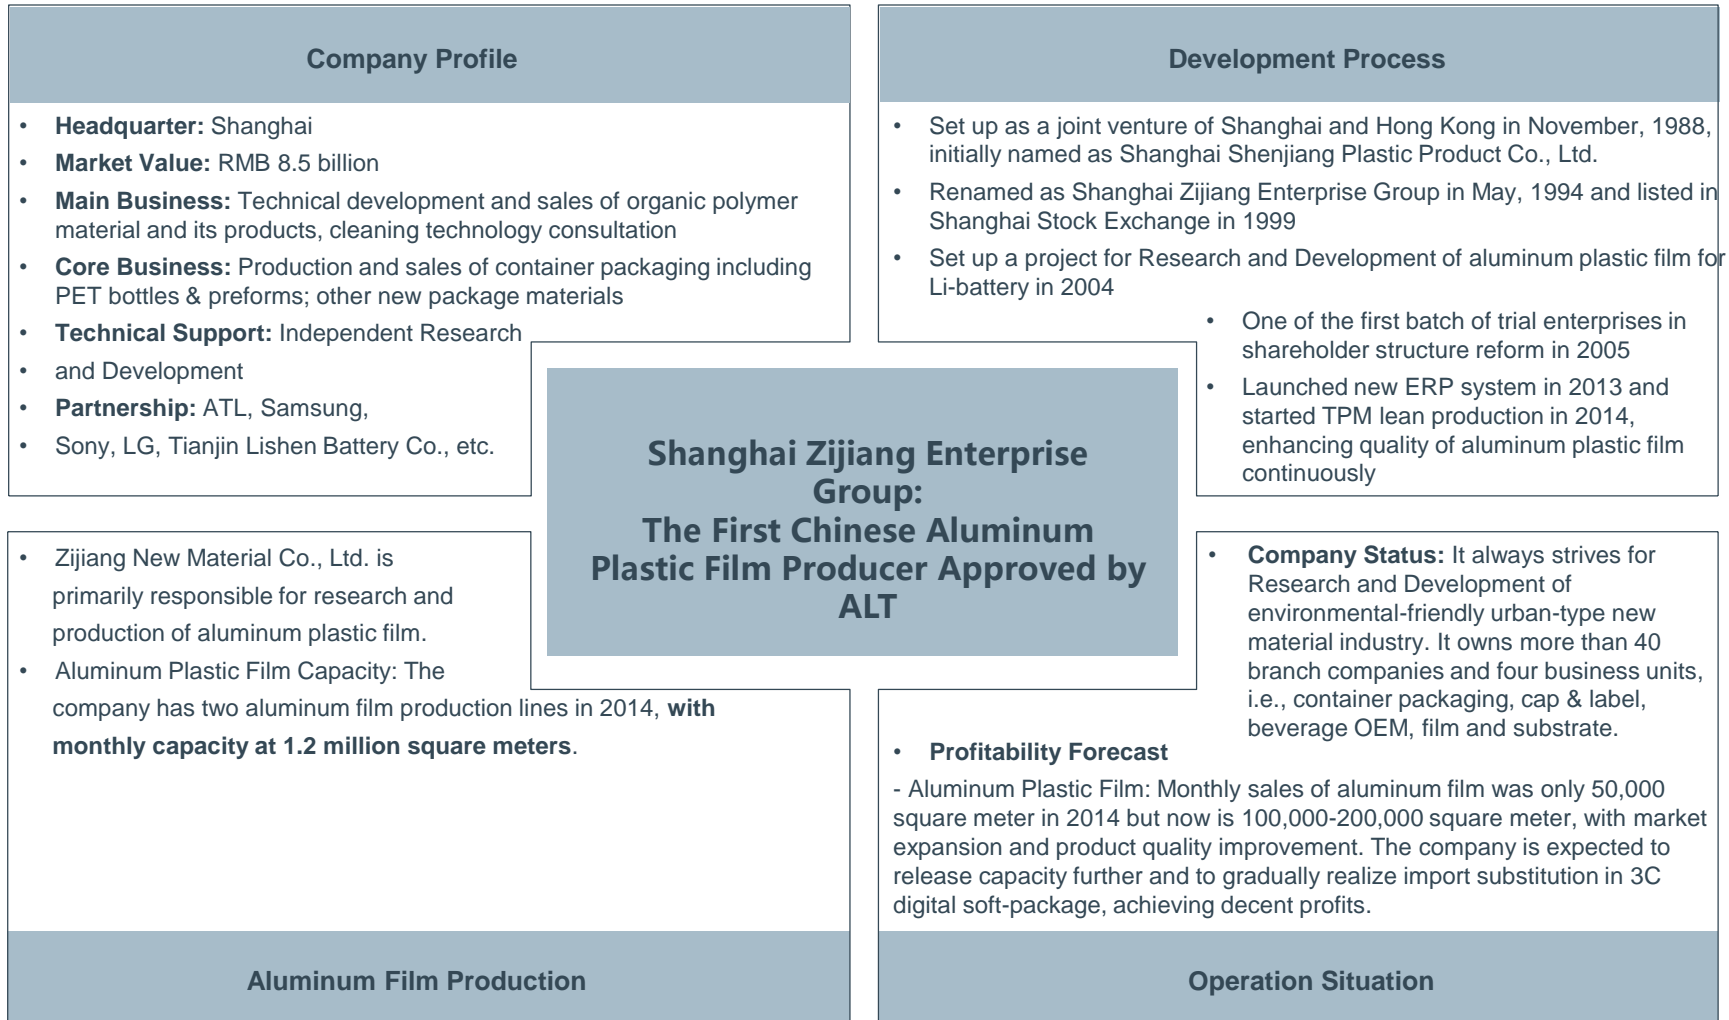 Company Profile
• Headquarter: Shanghai
• Market Value: RMB 8.5 billion
• Main Business: Technical development and sales of organic polymer
material and its products, cleaning technology consultation
• Core Business: Production and sales of container packaging including
PET bottles & preforms; other new package materials
• Technical Support: Independent Research
• and Development
• Partnership: ATL, Samsung,
• Sony, LG, Tianjin Lishen Battery Co., etc.
Development Process
• Set up as a joint venture of Shanghai and Hong Kong in November, 1988,
initially named as Shanghai Shenjiang Plastic Product Co., Ltd.
• Renamed as Shanghai Zijiang Enterprise Group in May, 1994 and listed in
Shanghai Stock Exchange in 1999
• Set up a project for Research and Development of aluminum plastic film for
Li-battery in 2004
• One of the first batch of trial enterprises in
shareholder structure reform in 2005
• Launched new ERP system in 2013 and
started TPM lean production in 2014,
enhancing quality of aluminum plastic film
continuously
Shanghai Zijiang Enterprise
Group:
The First Chinese Aluminum
Plastic Film Producer Approved by
ALT
• Zijiang New Material Co., Ltd. is
primarily responsible for research and
production of aluminum plastic film.
• Aluminum Plastic Film Capacity: The
company has two aluminum film production lines in 2014, with
monthly capacity at 1.2 million square meters.
Aluminum Film Production
• Company Status: It always strives for
Research and Development of
environmental-friendly urban-type new
material industry. It owns more than 40
branch companies and four business units,
i.e., container packaging, cap & label,
beverage OEM, film and substrate.
• Profitability Forecast
- Aluminum Plastic Film: Monthly sales of aluminum film was only 50,000
square meter in 2014 but now is 100,000-200,000 square meter, with market
expansion and product quality improvement. The company is expected to
release capacity further and to gradually realize import substitution in 3C
digital soft-package, achieving decent profits.
Operation Situation